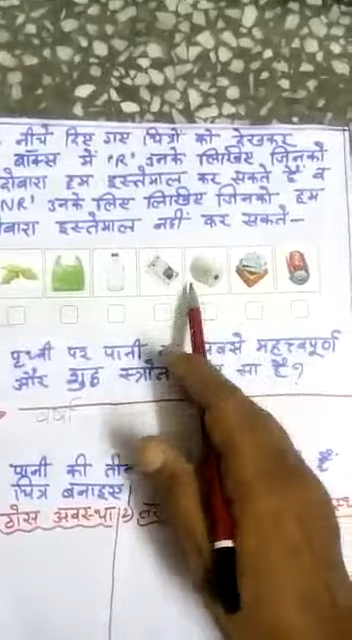 नीचे दिए गए चित्रों को देखकर
बॉक्स में 'R' उनके लिखिए जिनको
दोबारा हम इस्तेमाल कर सकते हैं व
'NR' उनके लिए लिखिए जिनको हम
बारा इस्तेमाल नहीं कर सकते–
पृथ्वी पर पानी सबसे महत्त्वपूर्ण
और शुद्ध स्त्रोत सा है?
वर्षा
पानी की ती
चित्र बनाइए
ठोस अवस्था